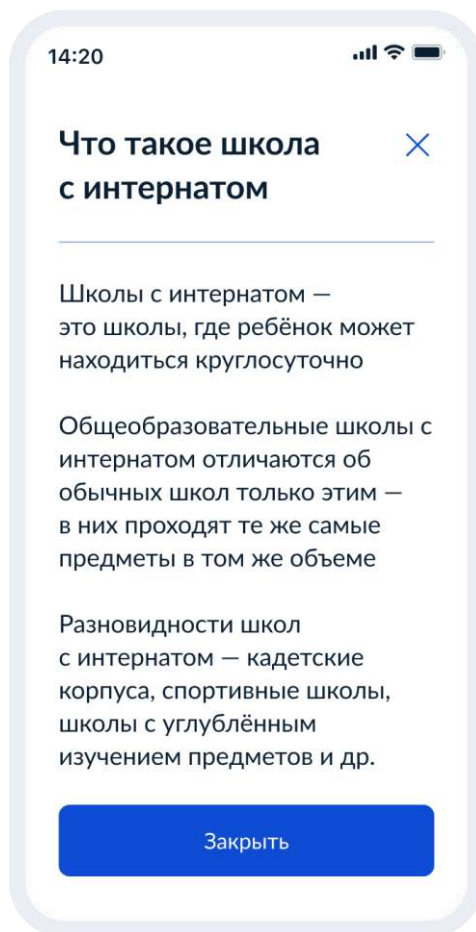 14:20
Что такое школа
с интернатом
Школы с интернатом —
это школы, где ребёнок может
находиться круглосуточно
Общеобразовательные школы с
интернатом отличаются об
обычных школ только этим —
в них проходят те же самые
предметы в том же объеме
Разновидности школ
с интернатом — кадетские
корпуса, спортивные школы,
школы с углублённым
изучением предметов и др.
Закрыть